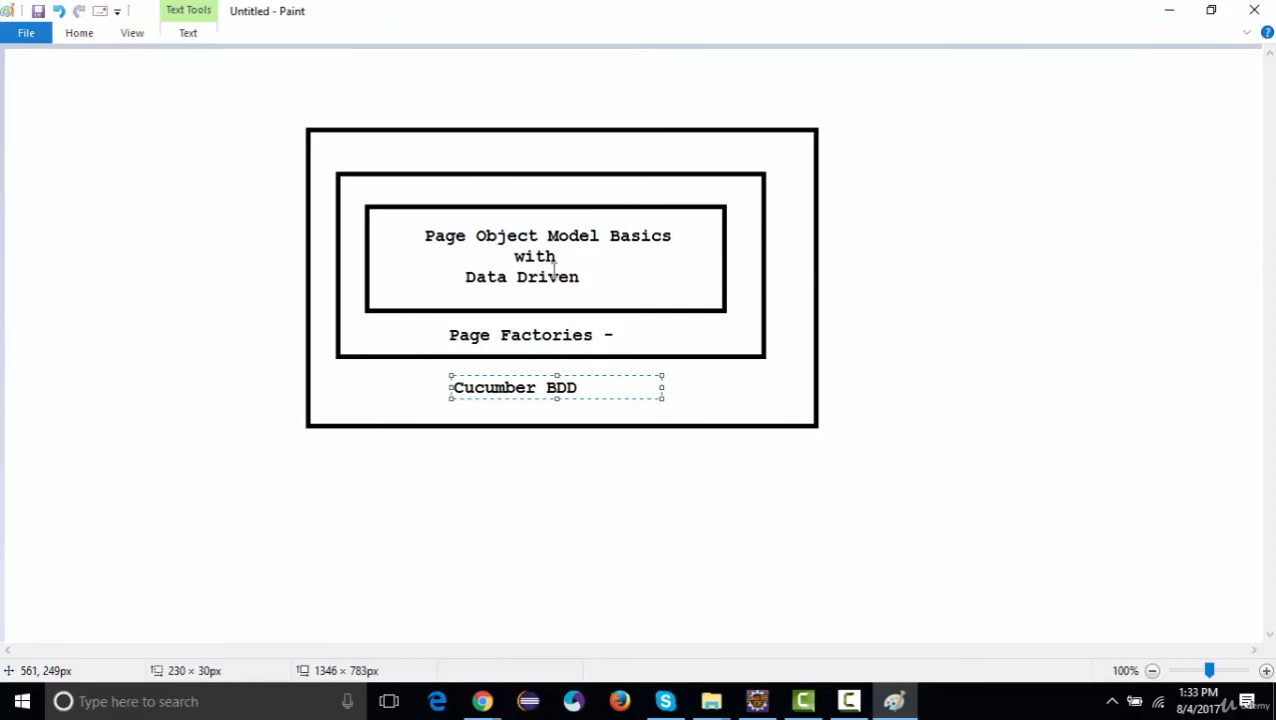 Text Tools
Untitled - Paint
File
Home
View
Text
Page Object Model Basics
with
Data Driven
Page Factories -
Cucumber BDD
561, 249px
230 × 30px
1346 × 783px
100%
Type here to search
1:33 PM
8/4/2017
Udemy